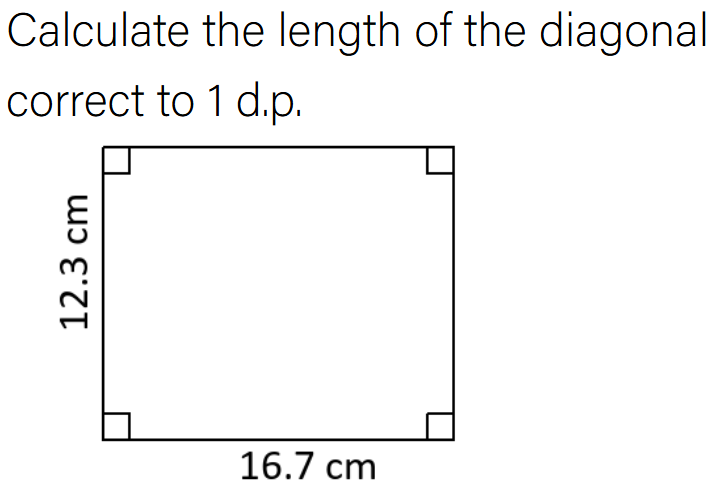 Calculate the length of the diagonal
correct to 1 d.p.
12.3 cm
16.7 cm